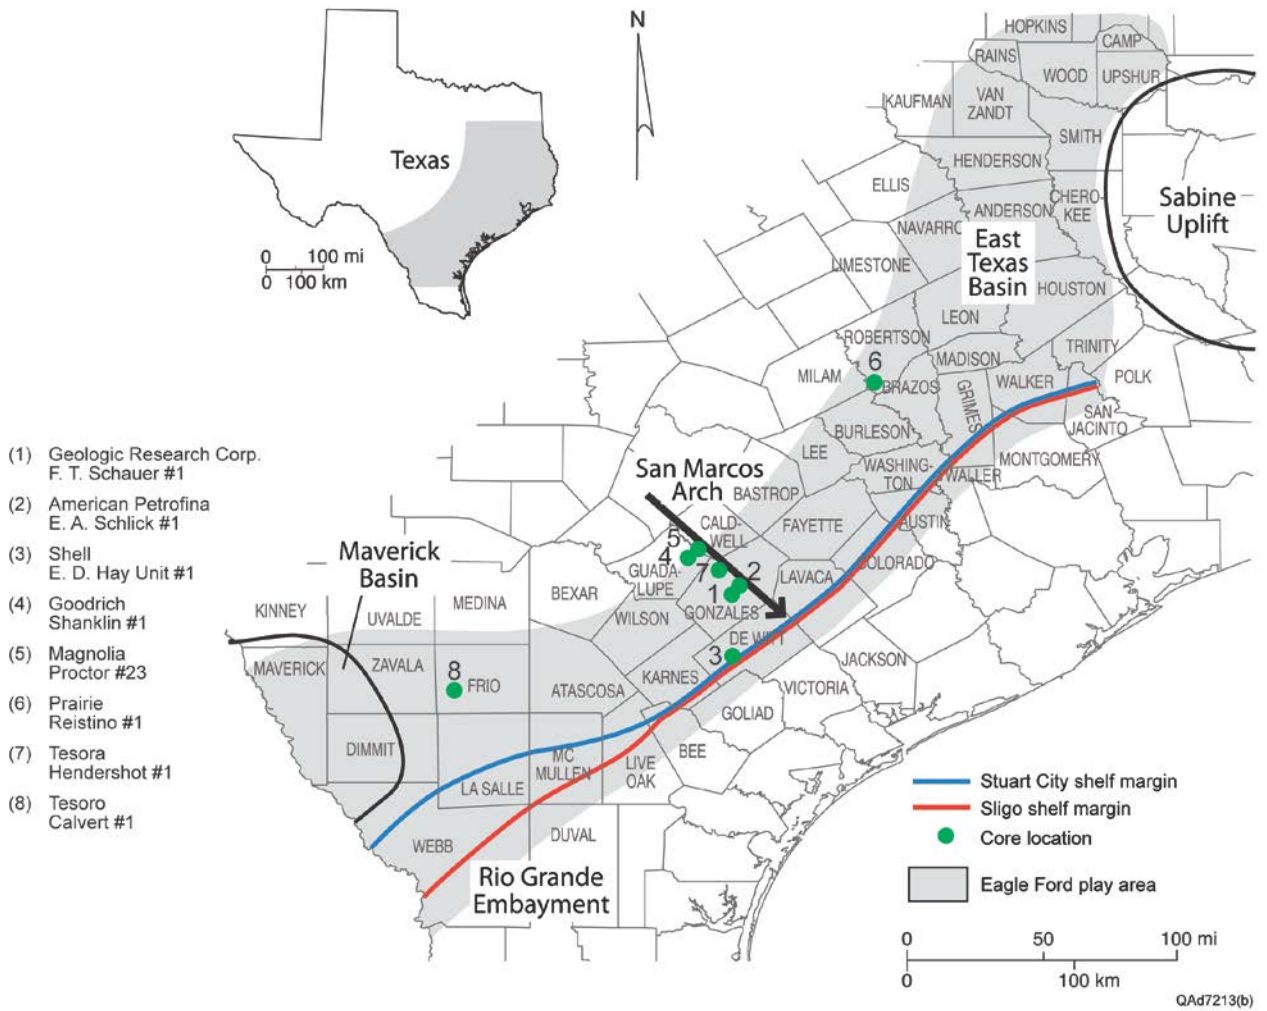 N
Texas
0 100 mi
0 100 km
HOPKINS
RAINS
CAMP
WOOD
UPSHUR
KAUFMAN
VAN
ZANDT
SMITH
HENDERSON
ELLIS
CHERO-
KEE
ANDERSON
NAVARRO
Sabine
Uplift
East
Texas
Basin
LIMESTONE
HOUSTON
LEON
ROBERTSON
6
MADISON
TRINITY
MILAM
BRAZOS
GRIMES
WALKER
POLK
SAN
JACINTO
BURLESON
LEE
WASHING-
TON
MONTGOMERY
WALLER
San Marcos
Arch
BASTROP
CALD-
WELL
FAYETTE
AUSTIN
5
4
GUADA-
LUPE
7
2
1
LAVACA
COLORADO
GONZALES
Maverick
Basin
BEXAR
WILSON
DE WITT
3
KINNEY
UVALDE
MEDINA
MAVERICK
ZAVALA
8
FRIO
ATASCOSA
KARNES
JACKSON
VICTORIA
GOLIAD
DIMMIT
LA SALLE
MC
MULLEN
LIVE
OAK
BEE
WEBB
DUVAL
Rio Grande
Embayment
(1) Geologic Research Corp.
F. T. Schauer #1
(2) American Petrofina
E. A. Schlick #1
(3) Shell
E. D. Hay Unit #1
(4) Goodrich
Shanklin #1
(5) Magnolia
Proctor #23
(6) Prairie
Reistino #1
(7) Tesora
Hendershot #1
(8) Tesoro
Calvert #1
Stuart City shelf margin
Sligo shelf margin
Core location
Eagle Ford play area
0 50 100 mi
0 100 km
QAd7213(b)